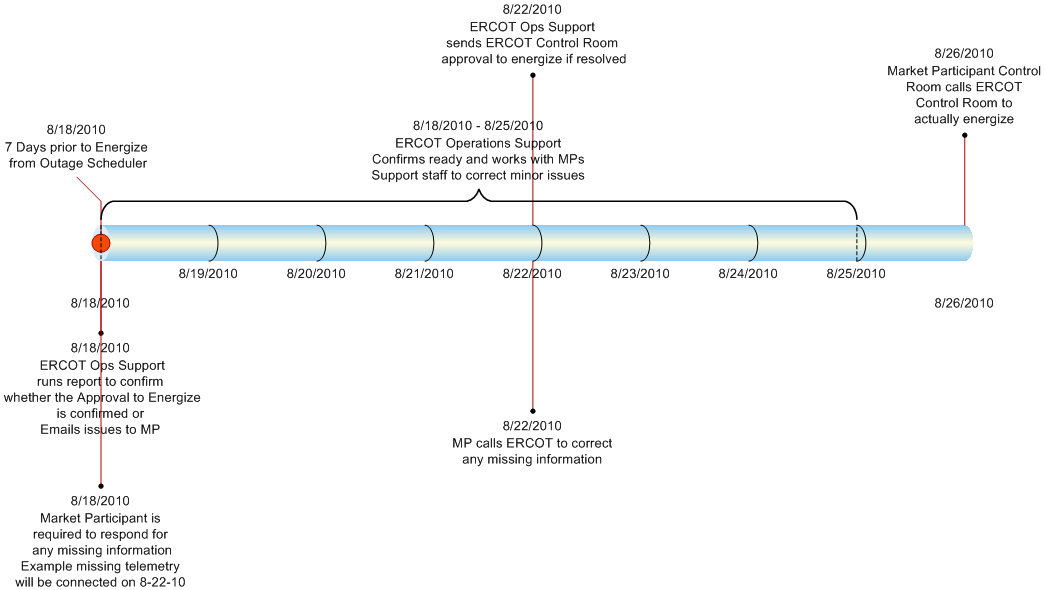 8/22/2010
ERCOT Ops Support
sends ERCOT Control Room
approval to energize if resolved
8/26/2010
Market Participant Control
Room calls ERCOT
Control Room to
actually energize
8/18/2010
7 Days prior to Energize
from Outage Scheduler
8/18/2010 - 8/25/2010
ERCOT Operations Support
Confirms ready and works with MPs
Support staff to correct minor issues
8/19/2010
8/20/2010
8/21/2010
8/22/2010
8/23/2010
8/24/2010
8/25/2010
8/18/2010
8/26/2010
8/18/2010
ERCOT Ops Support
runs report to confirm
whether the Approval to Energize
is confirmed or
Emails issues to MP
8/22/2010
MP calls ERCOT to correct
any missing information
8/18/2010
Market Participant is
required to respond for
any missing information
Example missing telemetry
will be connected on 8-22-10